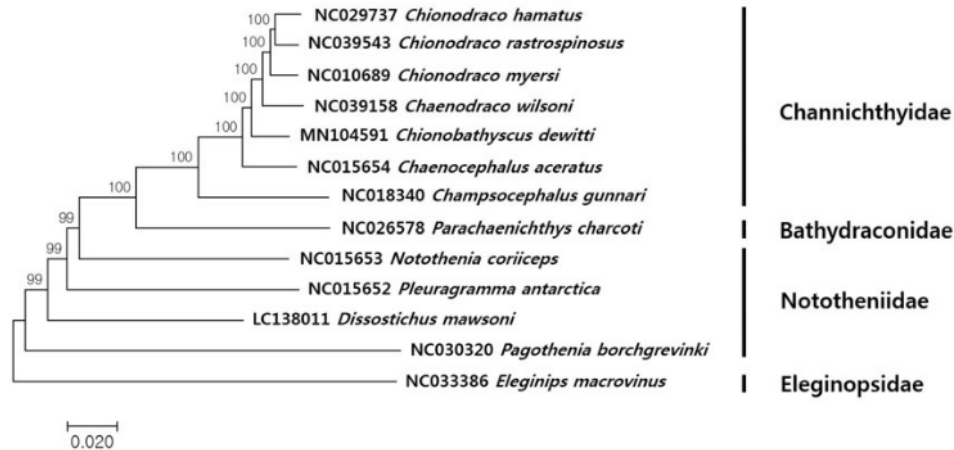 100 NC029737 Chionodraco hamatus
100 NC039543 Chionodraco rastrospinosus
100 NC010689 Chionodraco myersi
100 NC039158 Chaenodraco wilsoni
Channichthyidae
100 MN104591 Chionobathyscus dewitti
100 NC015654 Chaenocephalus aceratus
100 NC018340 Champsocephalus gunnari
99 NC026578 Parachaenichthys charcoti
Bathydraconidae
99 NC015653 Notothenia coriiceps
99 NC015652 Pleuragramma antarctica
Nototheniidae
LC138011 Dissostichus mawsoni
NC030320 Pagothenia borchgrevinki
NC033386 Eleginips macrovinus
Eleginopsidae
0.020